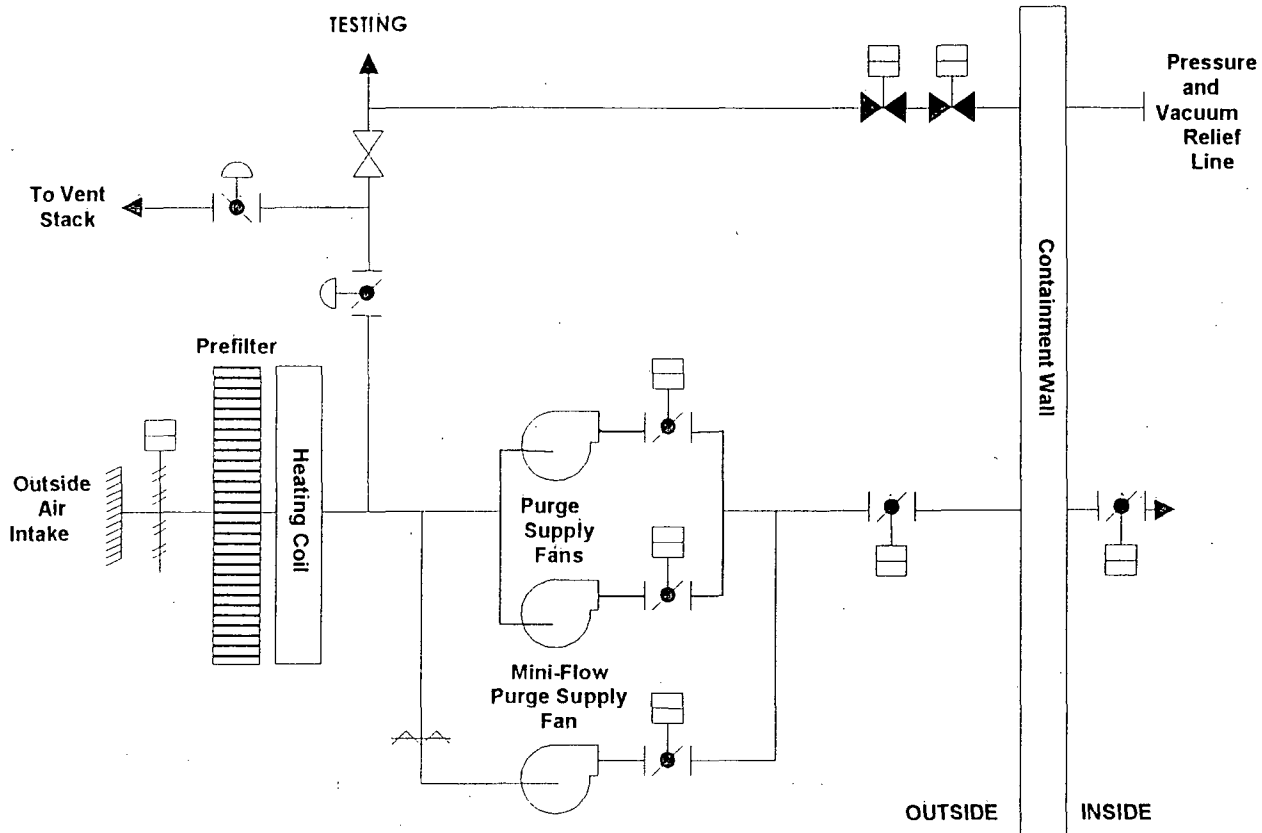 TESTING
Pressure
and
Vacuum
Relief
Line
To Vent
Stack
Containment Wall
Prefilter
Heating Coil
Outside
Air
Intake
Purge
Supply
Fans
Mini-Flow
Purge Supply
Fan
OUTSIDE
INSIDE